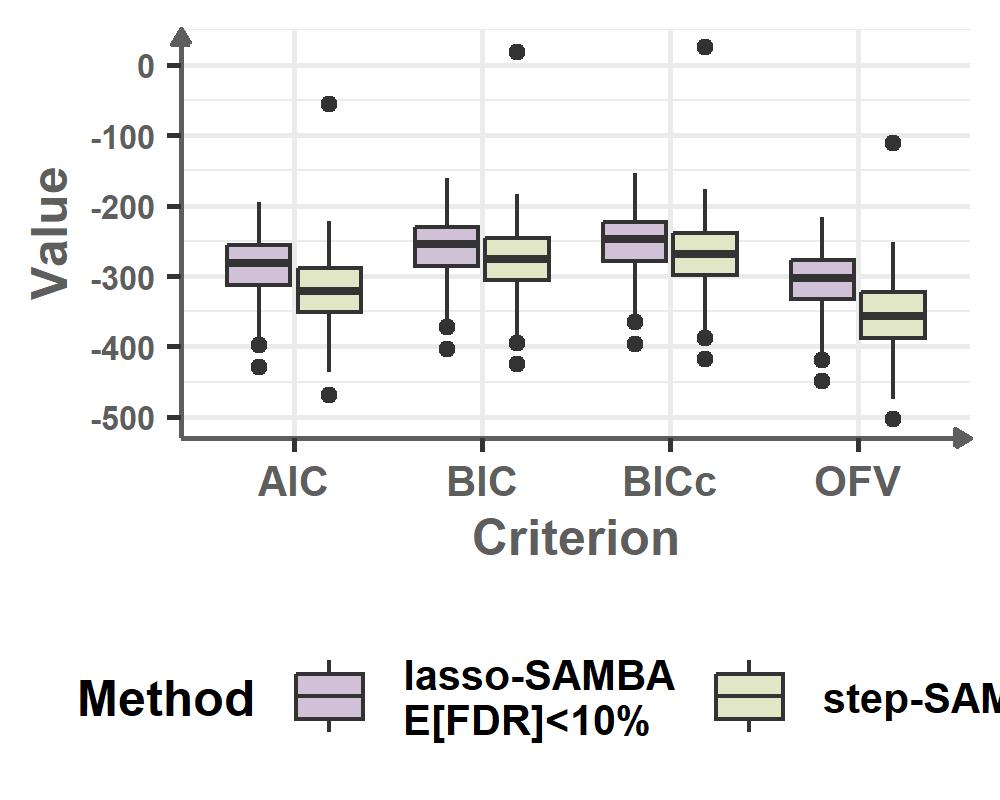 0
-100
-200
-300
-400
-500
Value
AIC BIC BICc OFV
Criterion
Method
lasso-SAMBA
E[FDR]<10%